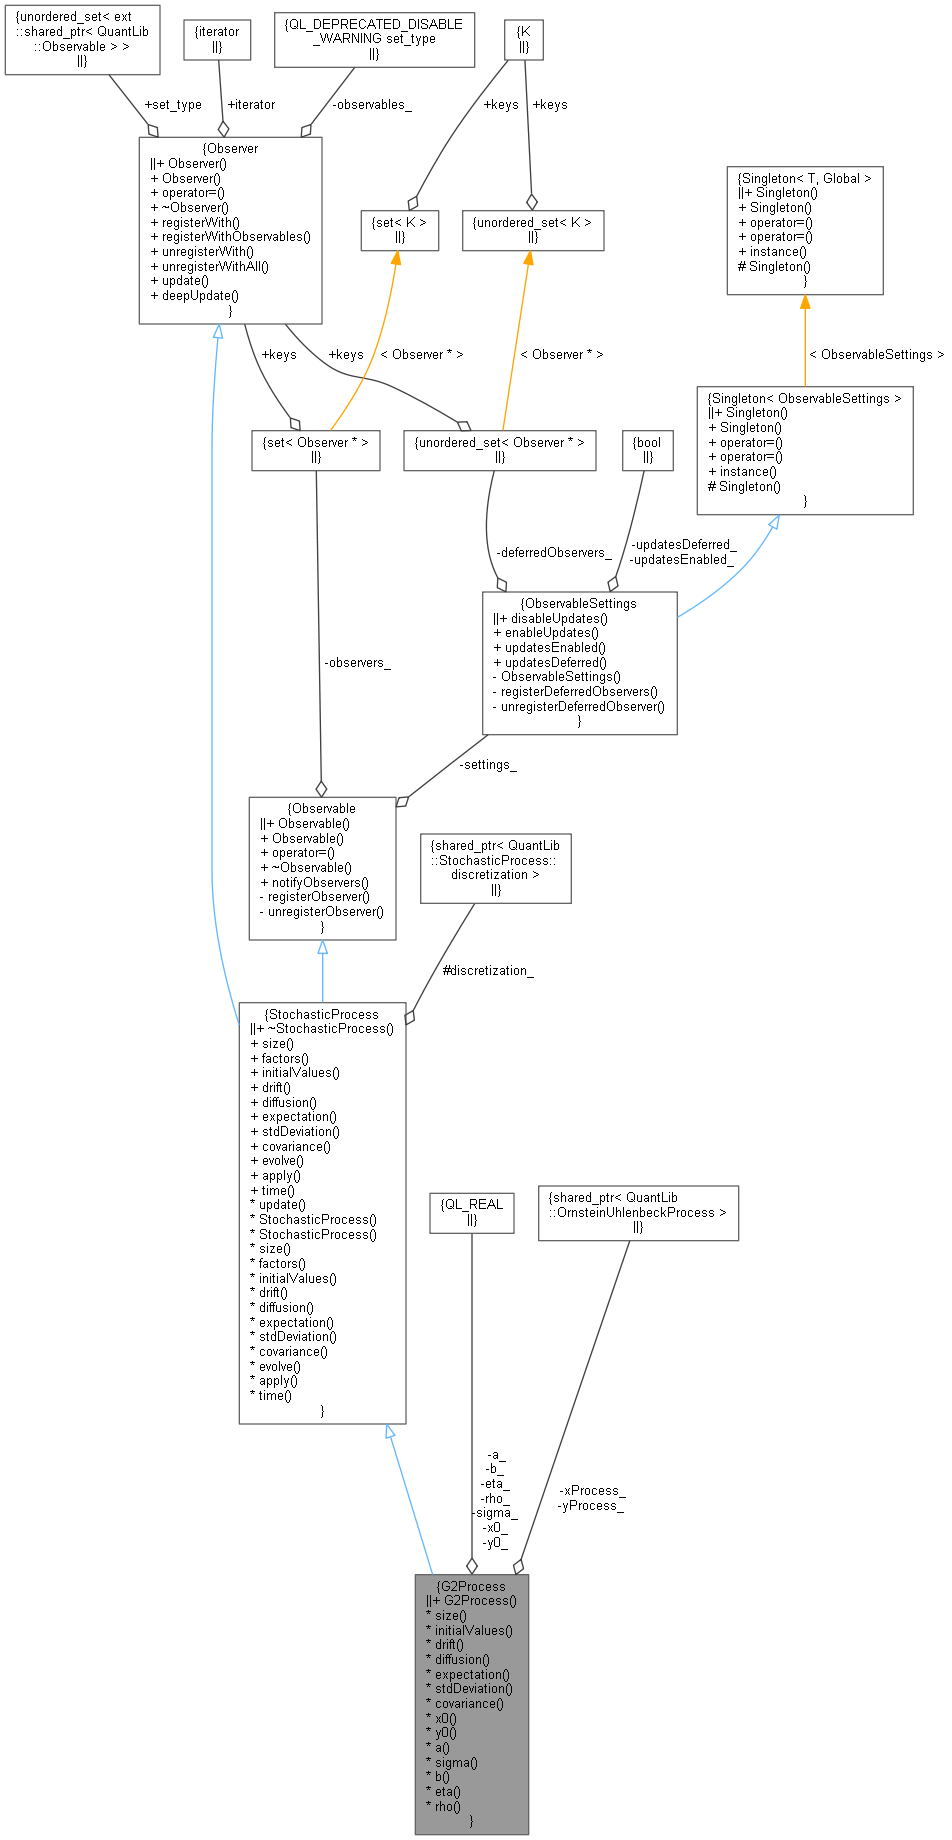 {unordered_set< ext
::shared_ptr< QuantLib
::Observable > >
||}
{iterator
||}
{QL_DEPRECATED_DISABLE
_WARNING set_type
||}
{K
||}
+set_type
+iterator
-observables_
+keys
+keys
{Observer
||+ Observer()
+ Observer()
+ operator=()
+ ~Observer()
+ registerWith()
+ registerWithObservables()
+ unregisterWith()
+ unregisterWithAll()
+ update()
+ deepUpdate()
}
{set< K >
||}
{unordered_set< K >
||}
{Singleton< T, Global >
||+ Singleton()
+ Singleton()
+ operator=()
+ operator=()
+ instance()
# Singleton()
}
+keys
+keys
< Observer * >
< Observer * >
< ObservableSettings >
{set< Observer * >
||}
{unordered_set< Observer * >
||}
{bool
||}
{Singleton< ObservableSettings >
||+ Singleton()
+ Singleton()
+ operator=()
+ operator=()
+ instance()
# Singleton()
}
-deferredObservers_
-updatesDeferred_
-updatesEnabled_
{ObservableSettings
||+ disableUpdates()
+ enableUpdates()
+ updatesEnabled()
+ updatesDeferred()
- ObservableSettings()
- registerDeferredObservers()
- unregisterDeferredObserver()
}
-observers_
-settings_
{Observable
||+ Observable()
+ Observable()
+ operator=()
+ ~Observable()
+ notifyObservers()
- registerObserver()
- unregisterObserver()
}
{shared_ptr< QuantLib
::StochasticProcess::
discretization >
||}
#discretization_
{StochasticProcess
||+ ~StochasticProcess()
+ size()
+ factors()
+ initialValues()
+ drift()
+ diffusion()
+ expectation()
+ stdDeviation()
+ covariance()
+ evolve()
+ apply()
+ time()
* update()
* StochasticProcess()
* StochasticProcess()
* size()
* factors()
* initialValues()
* drift()
* diffusion()
* expectation()
* stdDeviation()
* covariance()
* evolve()
* apply()
* time()
}
{QL_REAL
||}
{shared_ptr< QuantLib
::OrnsteinUhlenbeckProcess >
||}
-a_
-b_
-eta_
-rho_
-sigma_
-x0_
-y0_
-xProcess_
-yProcess_
{G2Process
||+ G2Process()
* size()
* initialValues()
* drift()
* diffusion()
* expectation()
* stdDeviation()
* covariance()
* x0()
* y0()
* a()
* sigma()
* b()
* eta()
* rho()
}